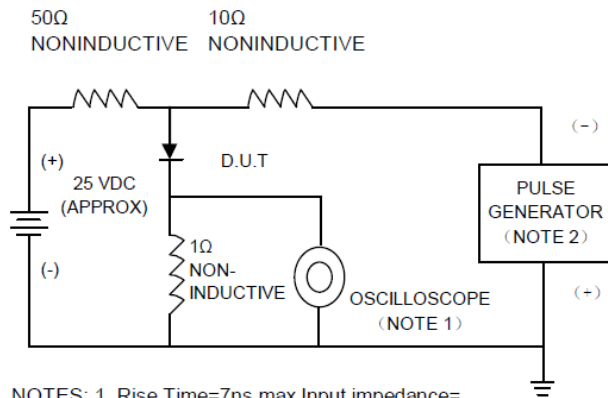 50Ω 10Ω
NONINDUCTIVE NONINDUCTIVE
(+)
25 VDC
(APPROX)
(-)
D.U.T
1Ω
NON-
INDUCTIVE
OSCILLOSCOPE
（NOTE 1）
(−)
PULSE
GENERATOR
（NOTE 2）
(+)
NOTES: 1. Rise Time=7ns max.Input impedance=